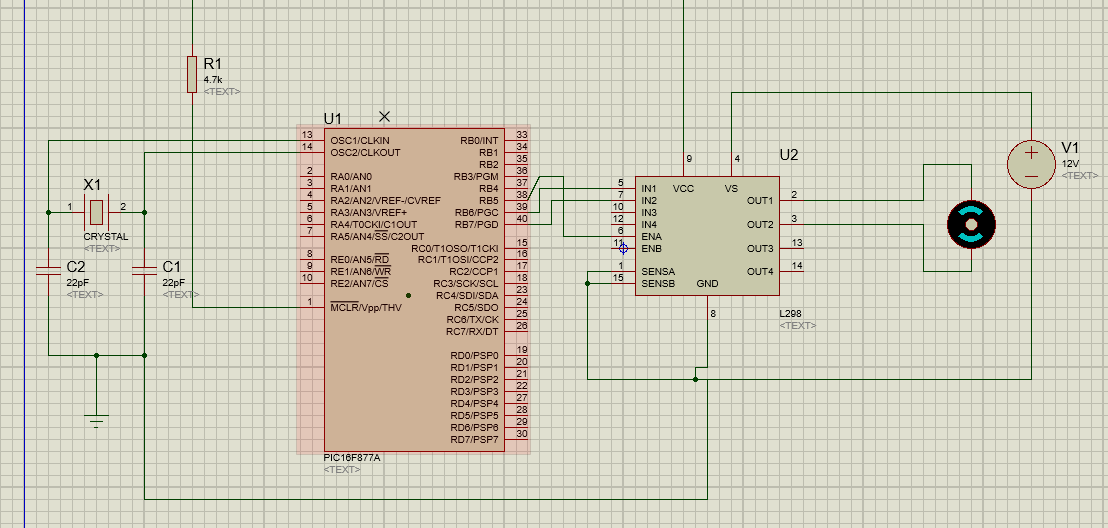 R1
4.7k
<TEXT>
X1
1
2
CRYSTAL
C2
22pF
<TEXT>
C1
22pF
<TEXT>
U1
13 OSC1/CLKIN
14 OSC2/CLKOUT
2 RA0/AN0
3 RA1/AN1
4 RA2/AN2/VREF-/CVREF
5 RA3/AN3/VREF+
6 RA4/T0CKI/C1OUT
7 RA5/AN4/SS/C2OUT
8 RE0/AN5/RD
9 RE1/AN6/WR
10 RE2/AN7/CS
1 MCLR/Vpp/THV
RB0/INT 33
RB1 34
RB2 35
RB3/PGM 36
RB4 37
RB5 38
RB6/PGC 39
RB7/PGD 40
RC0/T1OSO/T1CKI 15
RC1/T1OSI/CCP2 16
RC2/CCP1 17
RC3/SCK/SCL 18
RC4/SDI/SDA 23
RC5/SDO 24
RC6/TX/CK 25
RC7/RX/DT 26
RD0/PSP0 19
RD1/PSP1 20
RD2/PSP2 21
RD3/PSP3 22
RD4/PSP4 27
RD5/PSP5 28
RD6/PSP6 29
RD7/PSP7 30
PIC16F877A
<TEXT>
U2
9
4
VCC
VS
5 IN1
7 IN2
10 IN3
12 IN4
6 ENA
11 ENB
1 SENSA
15 SENSB
OUT1 2
OUT2 3
OUT3 13
OUT4 14
GND
8
L298
<TEXT>
V1
12V
<TEXT>